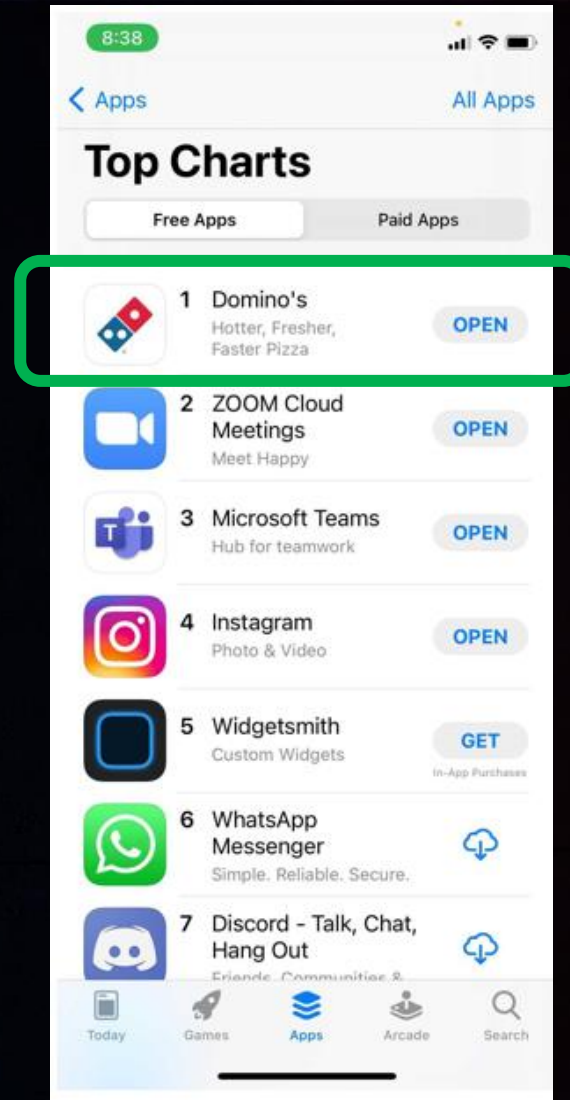 8:38
Apps
All Apps
Top Charts
Free Apps
Paid Apps
1 Domino's
Hotter, Fresher,
Faster Pizza
OPEN
2 ZOOM Cloud
Meetings
Meet Happy
OPEN
3 Microsoft Teams
Hub for teamwork
OPEN
4 Instagram
Photo & Video
OPEN
5 Widgetsmith
Custom Widgets
GET
In-App Purchases
6 WhatsApp
Messenger
Simple. Reliable. Secure.
7 Discord - Talk, Chat,
Hang Out
Friends, Communities &
Today
Games
Apps
Arcade
Search